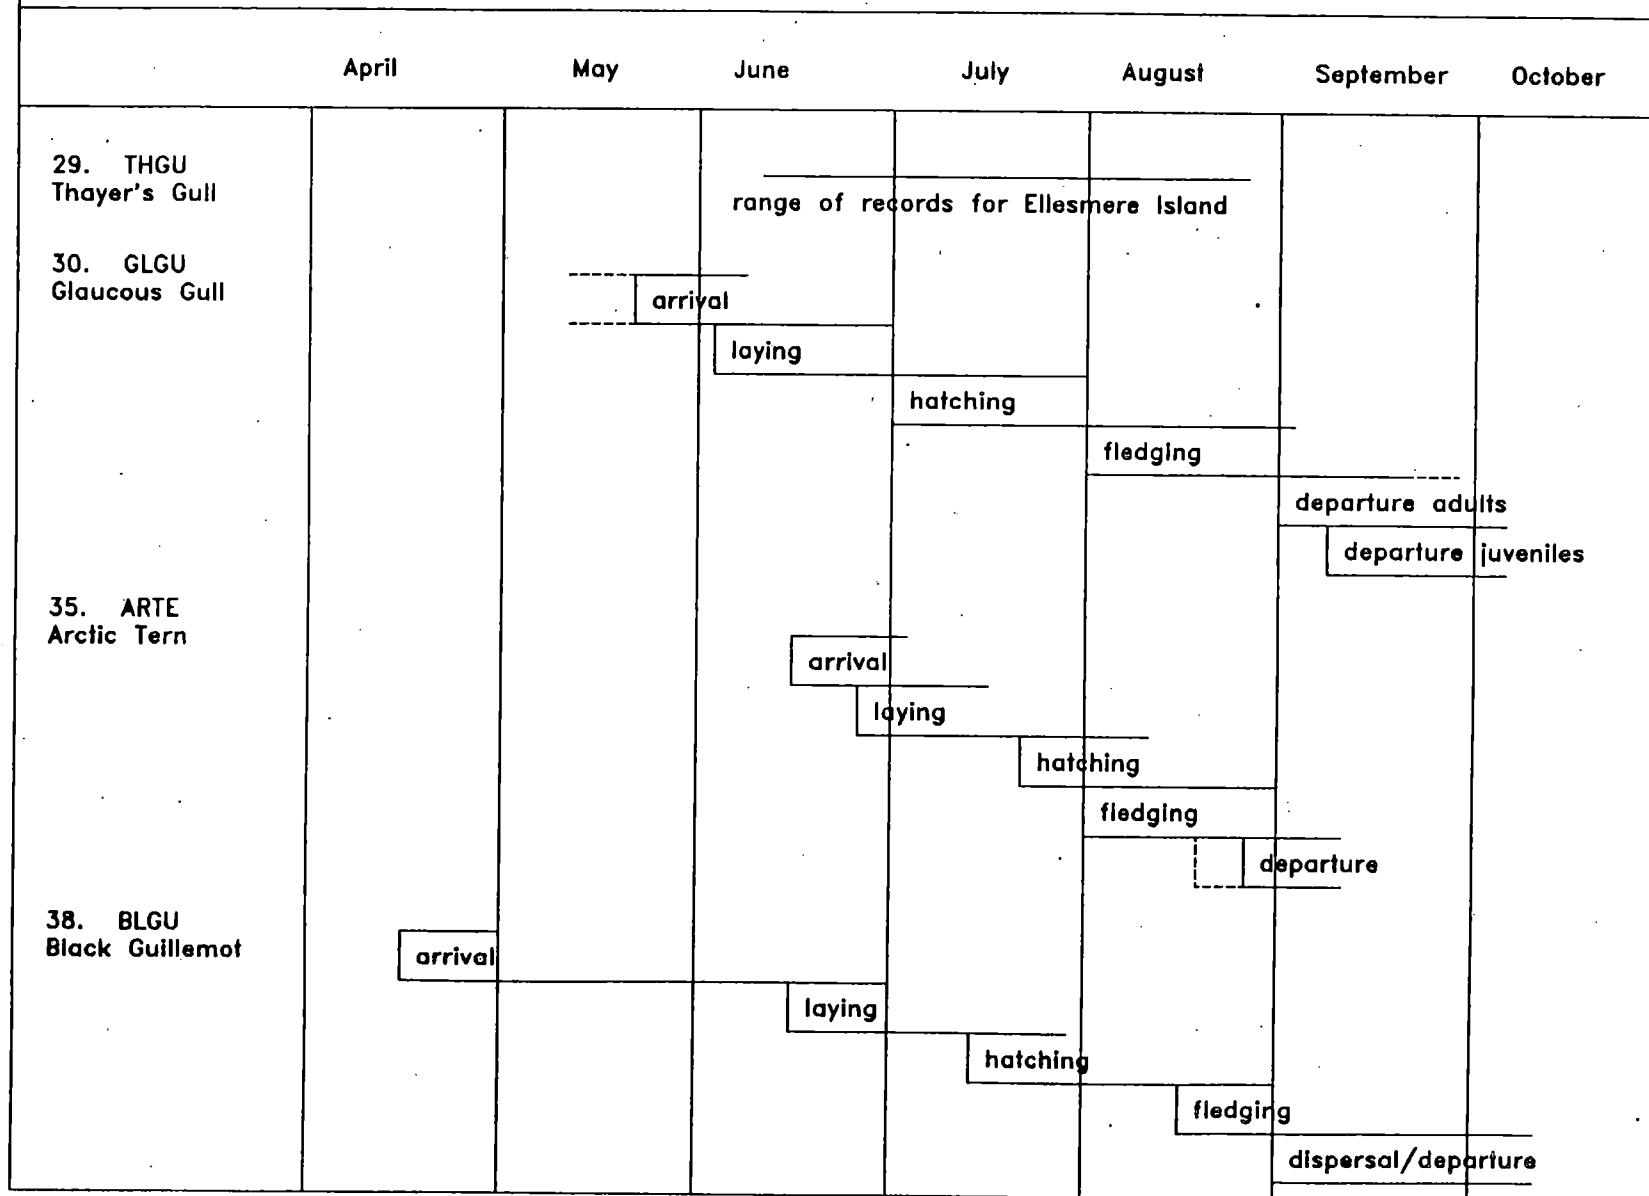 April May June July August September October
29. THGU
Thayer's Gull
range of records for Ellesmere Island
30. GLGU
Glaucous Gull
arrival
laying
hatching
fledging
departure adults
departure juveniles
35. ARTE
Arctic Tern
arrival
laying
hatching
fledging
departure
38. BLGU
Black Guillemot
arrival
laying
hatching
fledging
dispersal/departure